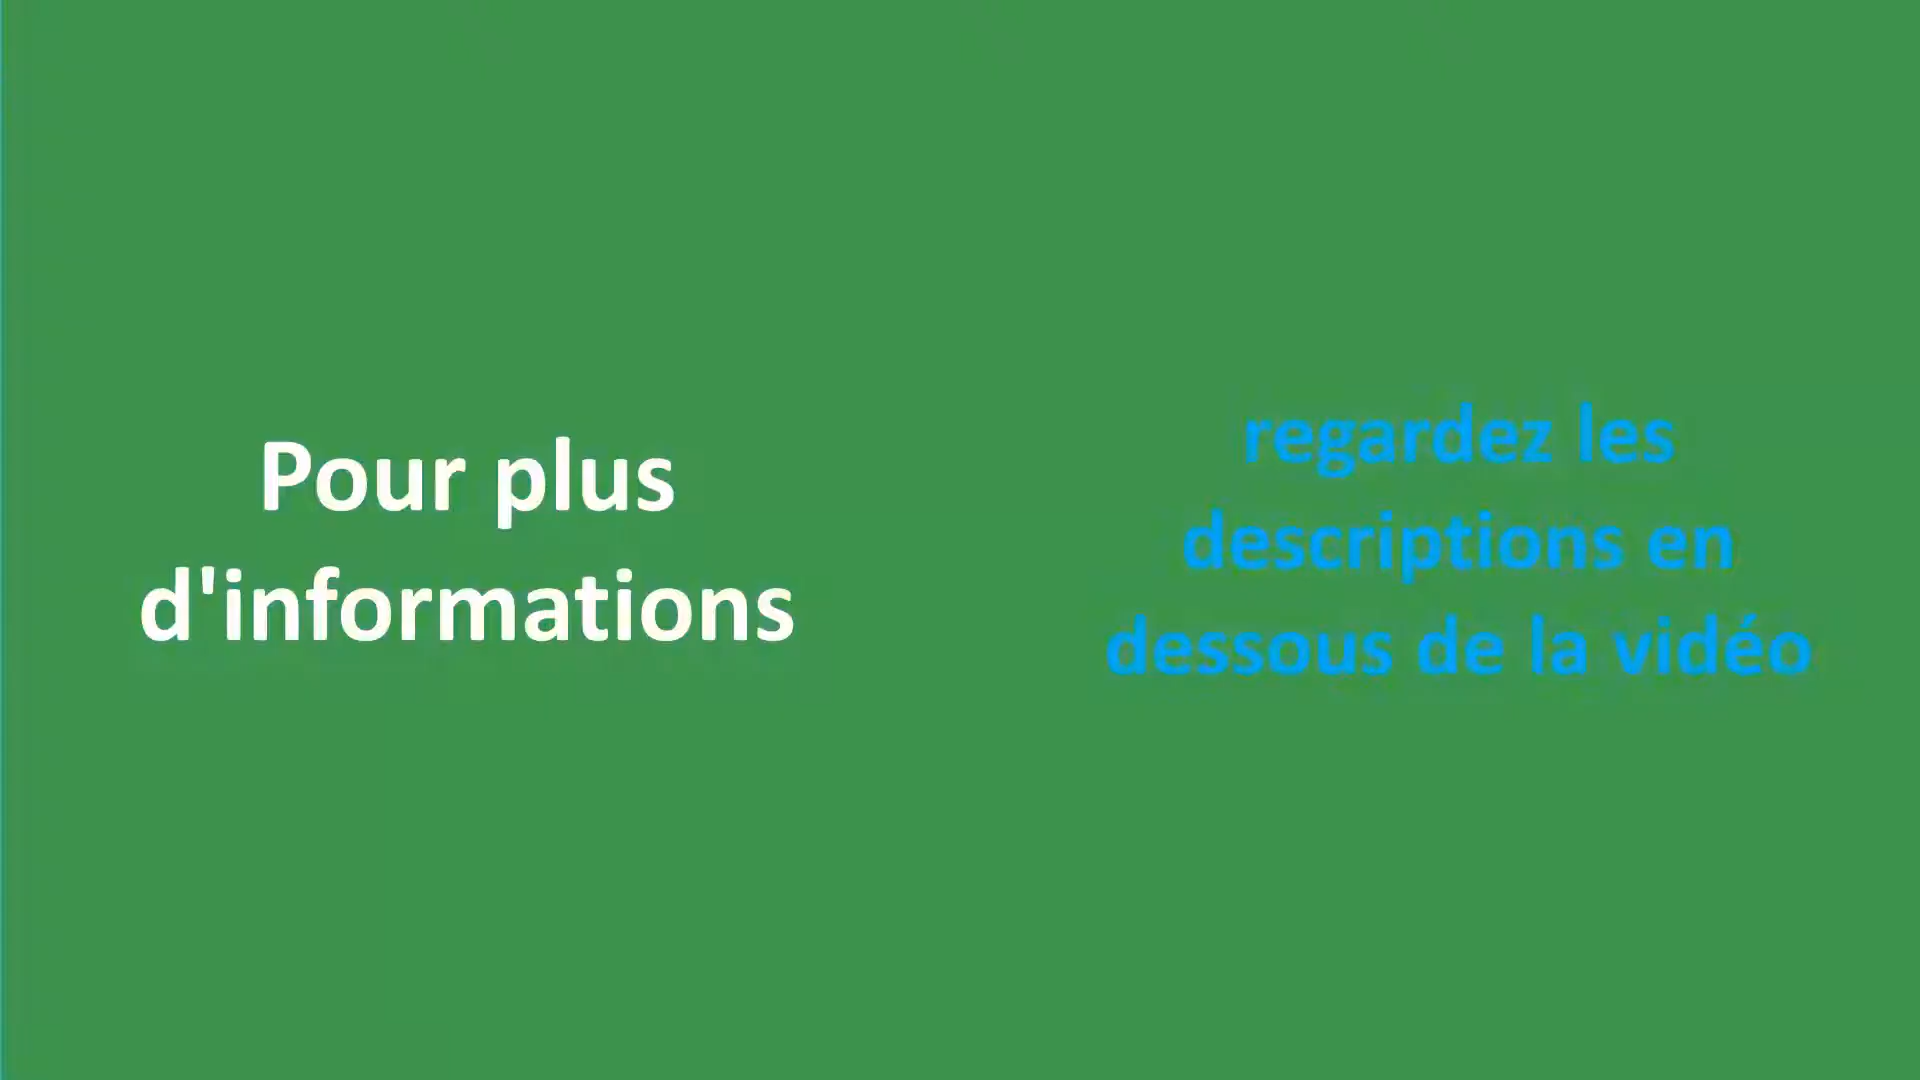 Pour plus
d'informations
regardez les
descriptions en
dessous de la vidéo